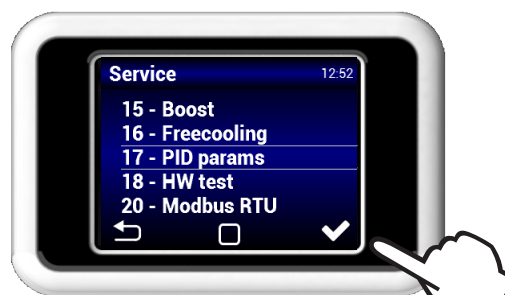 Service 12:52
15 - Boost
16 - Freecooling
17 - PID params
18 - HW test
20 - Modbus RTU